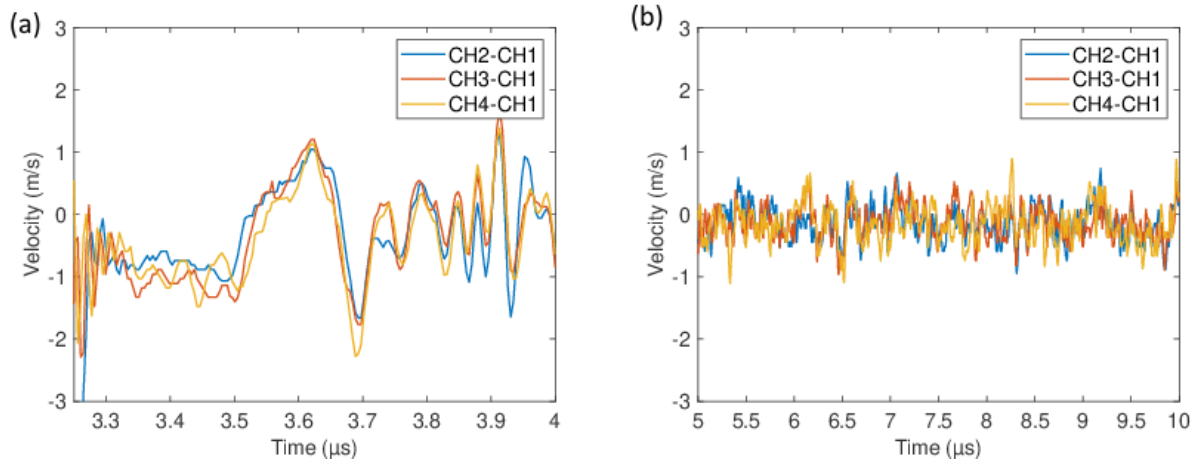 (a)
3
2
1
0
-1
-2
-3
Velocity (m/s)
CH2-CH1
CH3-CH1
CH4-CH1
3.3 3.4 3.5 3.6 3.7 3.8 3.9 4
Time (μs)
(b)
3
2
1
0
-1
-2
-3
Velocity (m/s)
CH2-CH1
CH3-CH1
CH4-CH1
5 5.5 6 6.5 7 7.5 8 8.5 9 9.5 10
Time (μs)